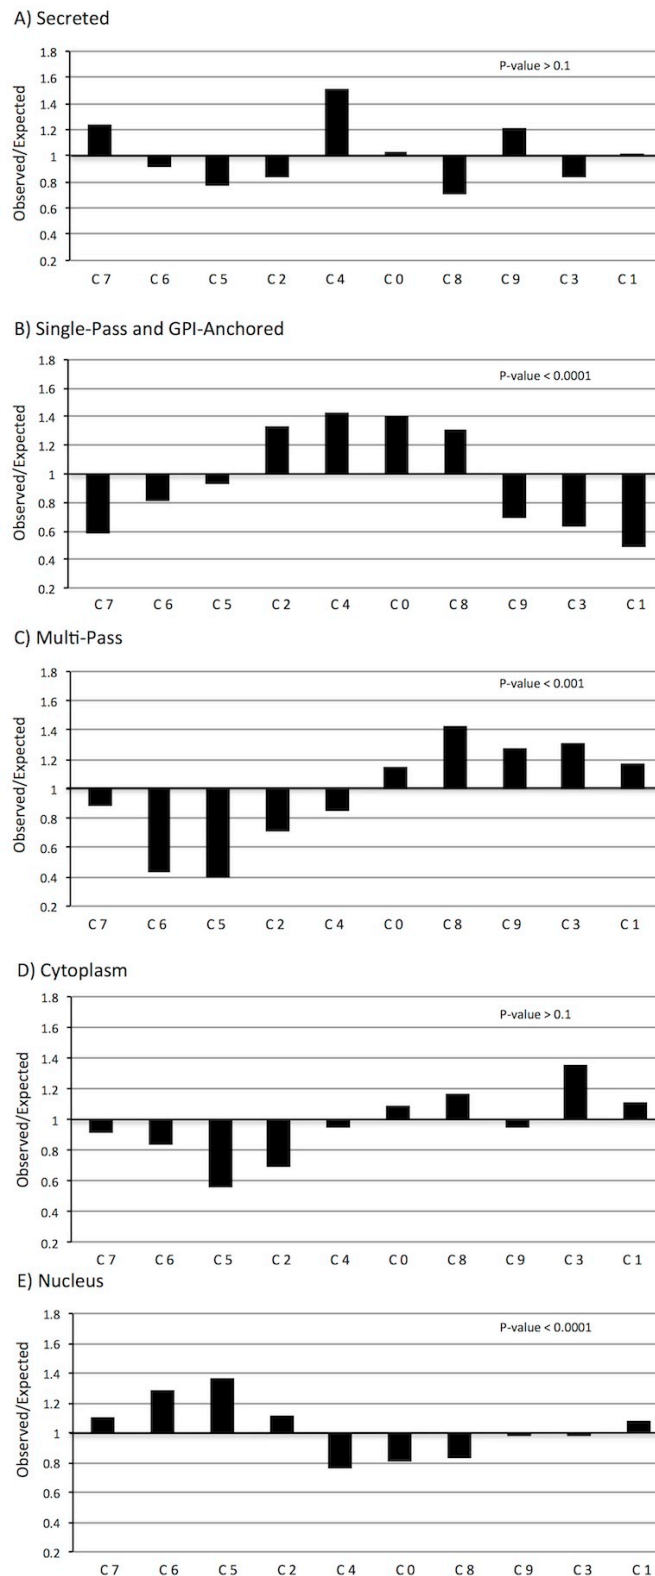 A) Secreted
1.8
P-value > 0.1
1.6
1.4
1.2
1
0.8
0.6
0.4
0.2
Observed/Expected
C 7 C 6 C 5 C 2 C 4 C 0 C 8 C 9 C 3 C 1
B) Single-Pass and GPI-Anchored
1.8
P-value < 0.0001
1.6
1.4
1.2
1
0.8
0.6
0.4
0.2
Observed/Expected
C 7 C 6 C 5 C 2 C 4 C 0 C 8 C 9 C 3 C 1
C) Multi-Pass
1.8
P-value < 0.001
1.6
1.4
1.2
1
0.8
0.6
0.4
0.2
Observed/Expected
C 7 C 6 C 5 C 2 C 4 C 0 C 8 C 9 C 3 C 1
D) Cytoplasm
1.8
P-value > 0.1
1.6
1.4
1.2
1
0.8
0.6
0.4
0.2
Observed/Expected
C 7 C 6 C 5 C 2 C 4 C 0 C 8 C 9 C 3 C 1
E) Nucleus
1.8
P-value < 0.0001
1.6
1.4
1.2
1
0.8
0.6
0.4
0.2
Observed/Expected
C 7 C 6 C 5 C 2 C 4 C 0 C 8 C 9 C 3 C 1